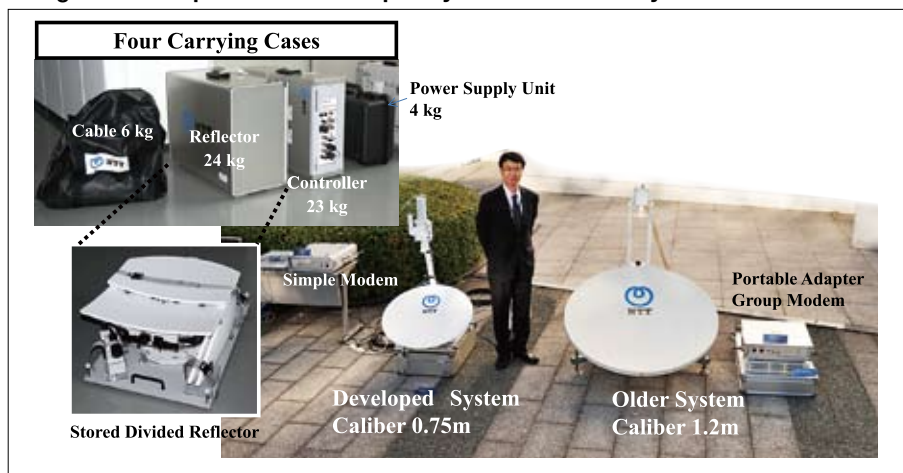 Four Carrying Cases
Power Supply Unit
4 kg
Cable 6 kg
Reflector
24 kg
NTT
Controller
23 kg
Simple Modem
Portable Adapter
Group Modem
NTT
NTT
Developed System
Caliber 0.75m
Older System
Caliber 1.2m
Stored Divided Reflector